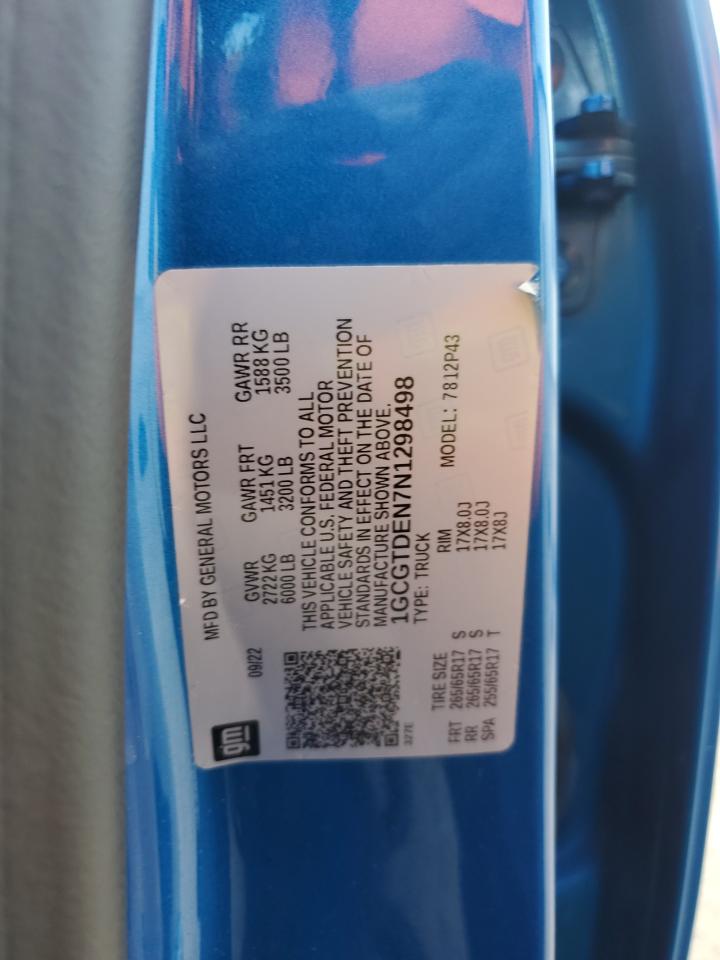 MFD BY GENERAL MOTORS LLC
gm
09/22
GVWR GAWR FRT GAWR RR
2722 KG 1451 KG 1588 KG
6000 LB 3200 LB 3500 LB
THIS VEHICLE CONFORMS TO ALL
APPLICABLE U.S. FEDERAL MOTOR
VEHICLE SAFETY AND THEFT PREVENTION
STANDARDS IN EFFECT ON THE DATE OF
MANUFACTURE SHOWN ABOVE.
1GCGTDEN7N1298498
TYPE: TRUCK MODEL: 7812P43
327E
TIRE SIZE RIM
FRT 265/65R17 S 17X8.0J
RR 265/65R17 S 17X8.0J
SPA 255/65R17 T 17X8J